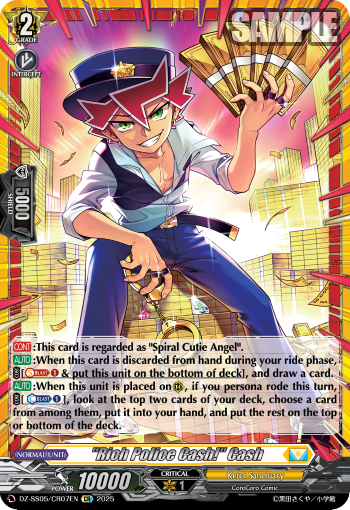 SAMPLE
2
GRADE
INTERCEPT
5000
SHIELD
CONT:This card is regarded as "Spiral Cutie Angel".
AUTO:When this card is discarded from hand during your ride phase,
BLAST 1 & put this unit on the bottom of deck], and draw a card.
AUTO:When this unit is placed on, if you persona rode this turn,
BLAST 1], look at the top two cards of your deck, choose a card
from among them, put it into your hand, and put the rest on the top
or bottom of the deck.
NORMAL UNIT
"Rich Police Cash!" Cash
POWER 10000
CRITICAL
1
Keter Sanctuary
CoroCoro Comic
D-DZ-SS05/CR07EN 2025
©黒田さくや/小学館